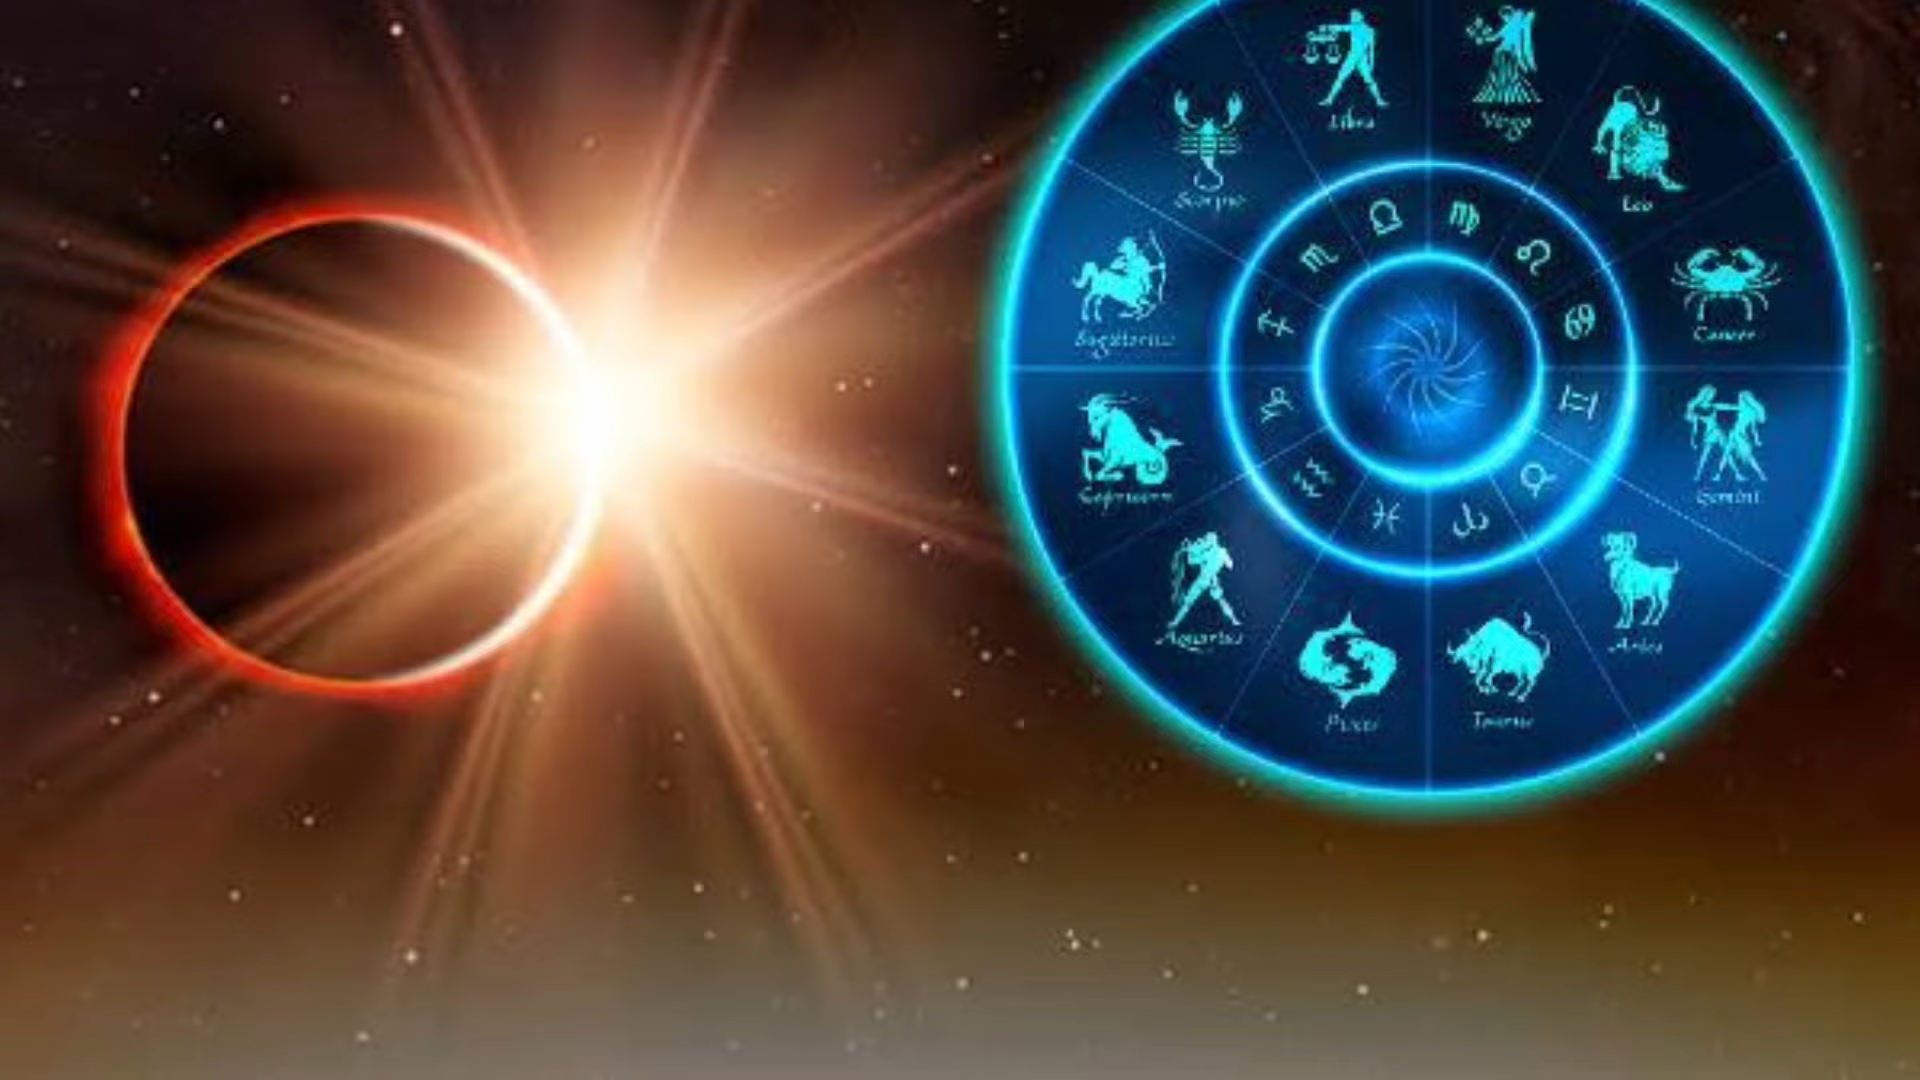 Libra
Virgo
Scorpio
Leo
Sagittarius
Cancer
Capricorn
Gemini
Aquarius
Aries
Pisces
Taurus